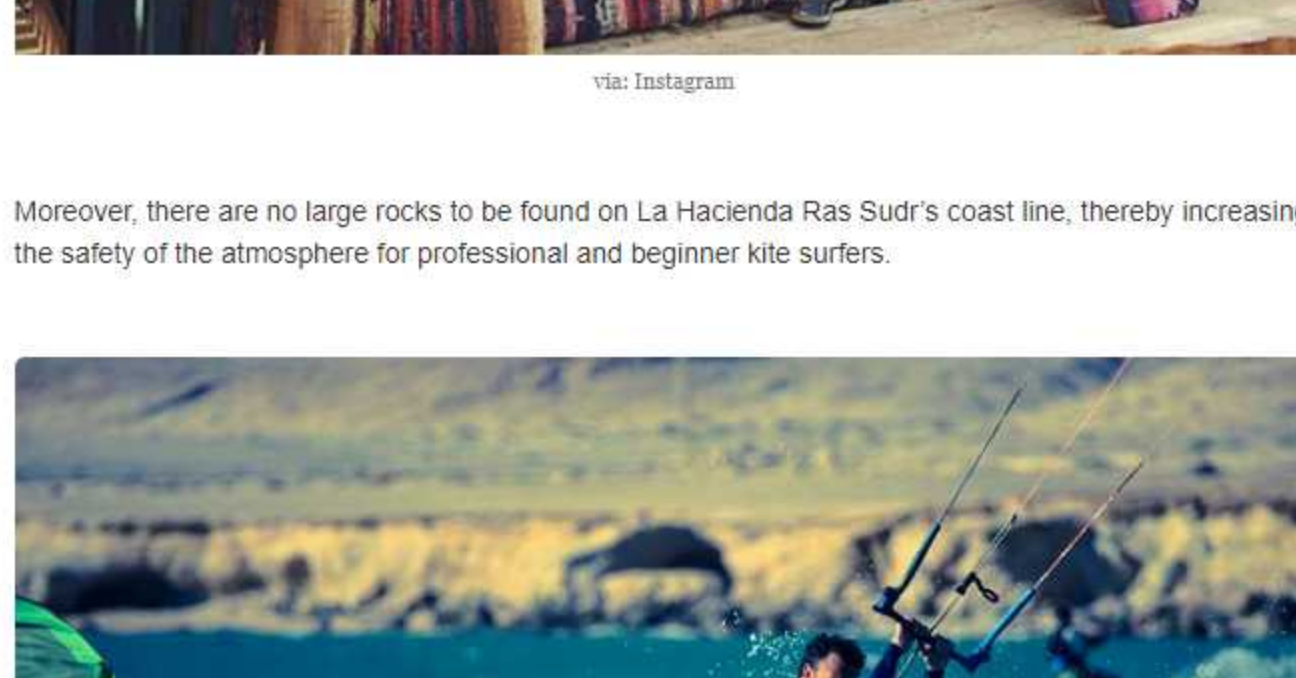 via: Instagram
Moreover, there are no large rocks to be found on La Hacienda Ras Sudr’s coast line, thereby increasing
the safety of the atmosphere for professional and beginner kite surfers.